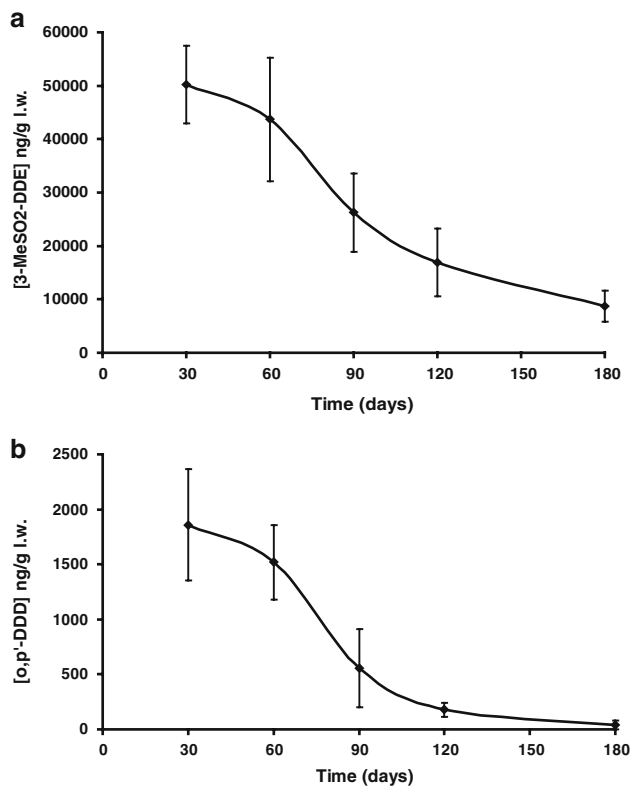 a
[3-MeSO2-DDE] ng/g l.w.
60000
50000
40000
30000
20000
10000
0
0 30 60 90 120 150 180
Time (days)
b
[o,p'-DDD] ng/g l.w.
2500
2000
1500
1000
500
0
0 30 60 90 120 150 180
Time (days)